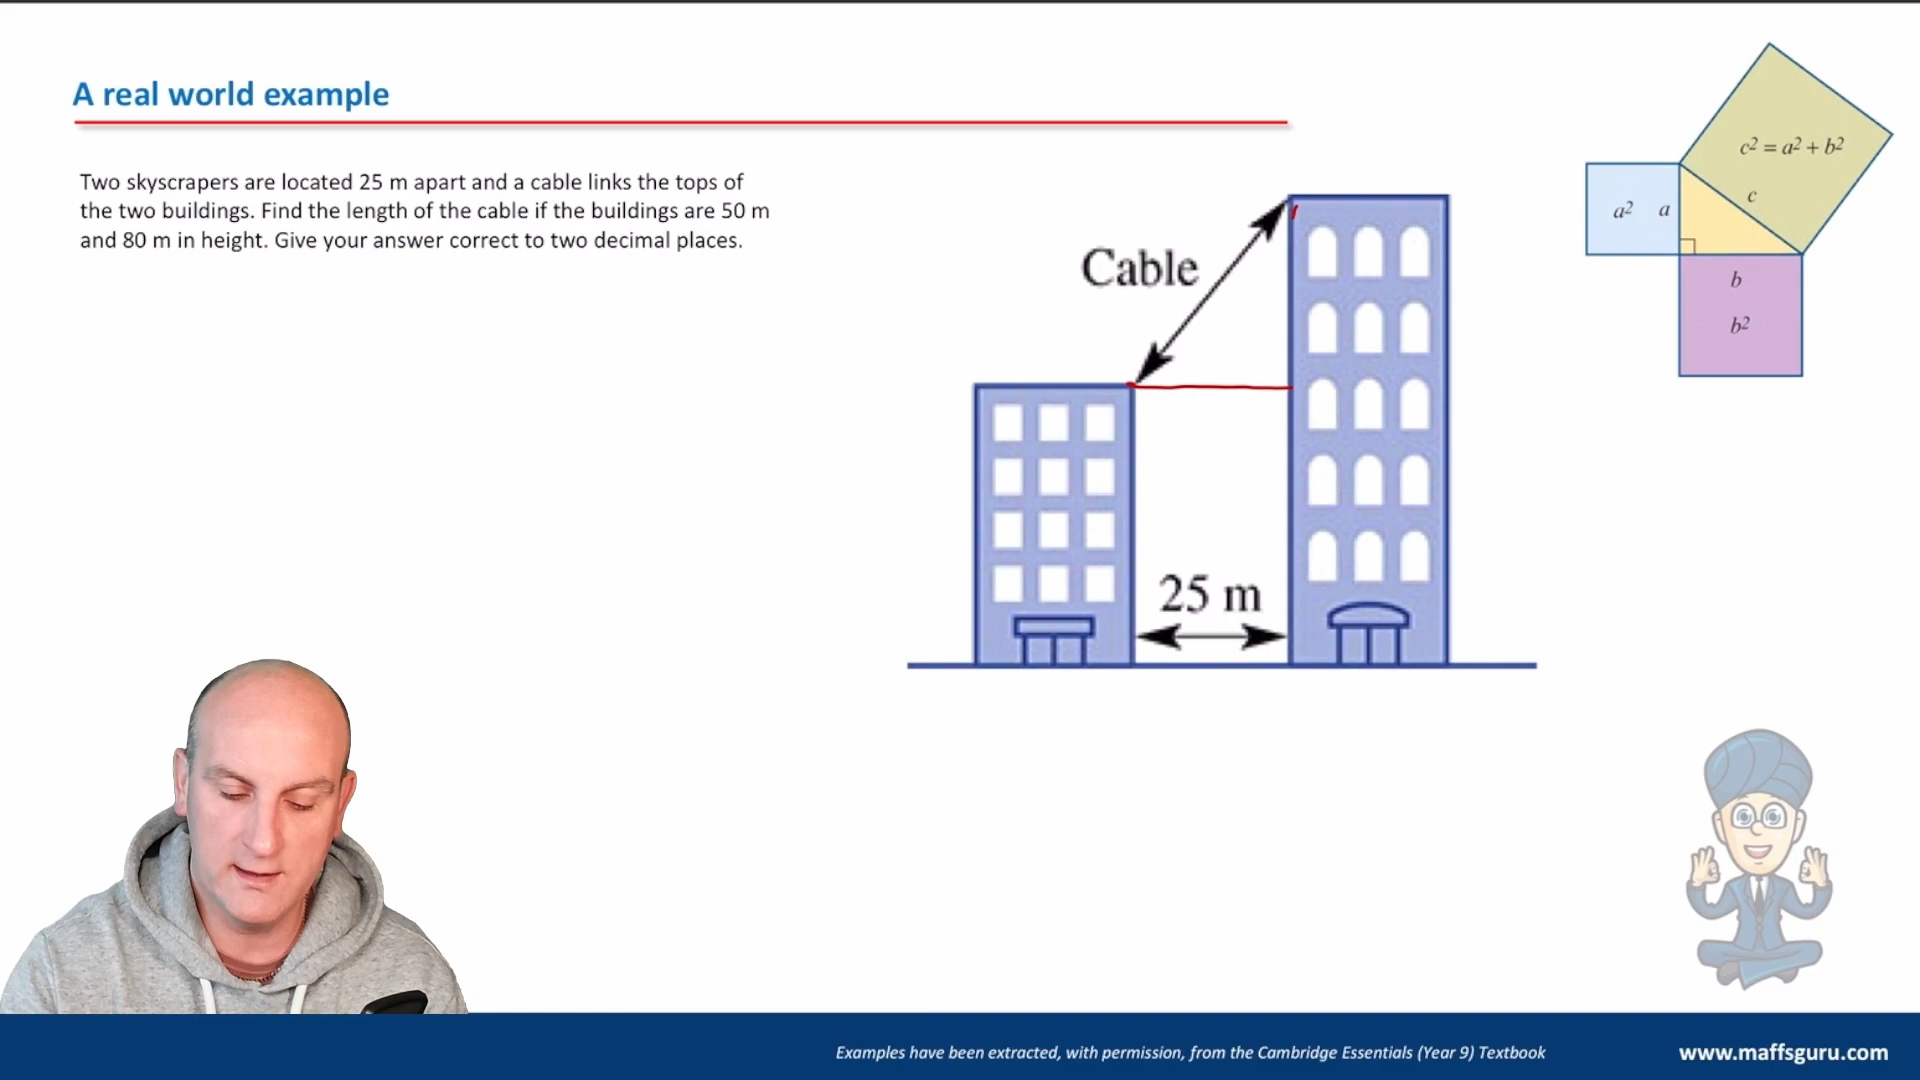 A real world example
Two skyscrapers are located 25 m apart and a cable links the tops of
the two buildings. Find the length of the cable if the buildings are 50 m
and 80 m in height. Give your answer correct to two decimal places.
Cable
25 m
c² = a² + b²
c
a² a
b
b²
Examples have been extracted, with permission, from the Cambridge Essentials (Year 9) Textbook
www.maffsguru.com